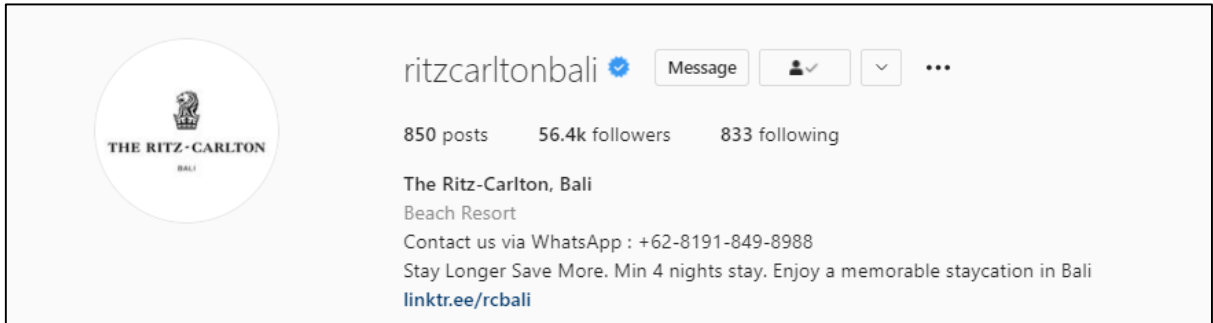 THE RITZ-CARLTON
BALI
ritzcarltonbali Message
850 posts 56.4k followers 833 following
The Ritz-Carlton, Bali
Beach Resort
Contact us via WhatsApp : +62-8191-849-8988
Stay Longer Save More. Min 4 nights stay. Enjoy a memorable staycation in Bali
linktr.ee/rcbali